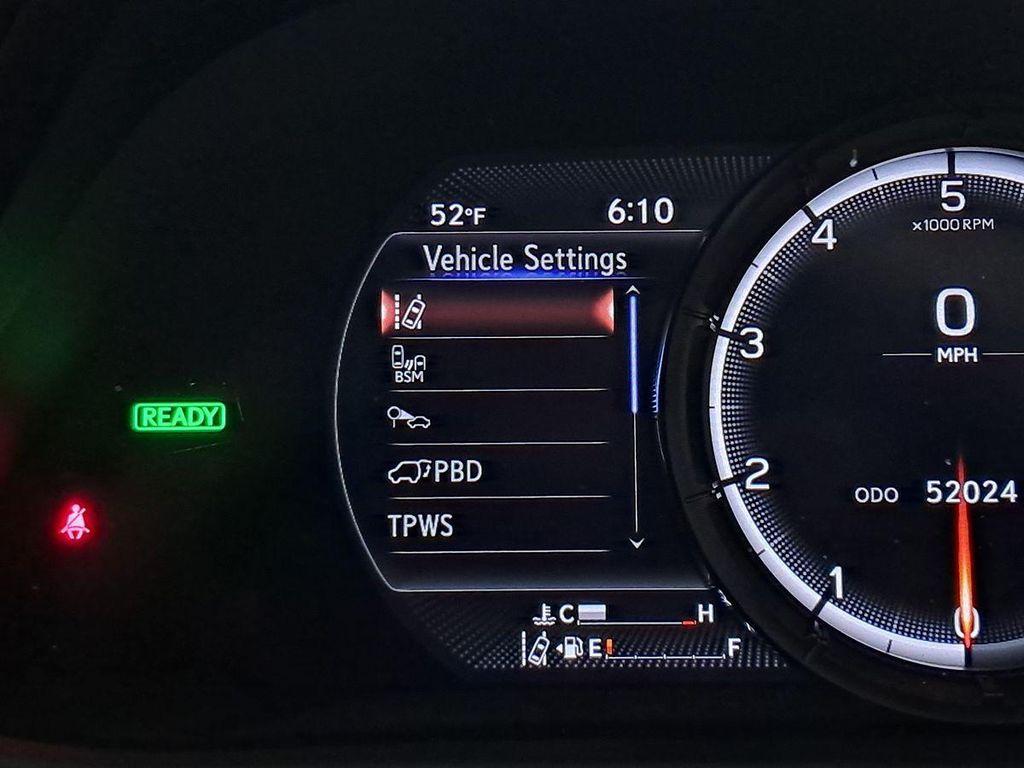 52°F 6:10
Vehicle Settings
BSM
PBD
TPWS
READY
C H
E F
5
x1000 RPM
4
3
2
1
0
0
MPH
ODO 52024